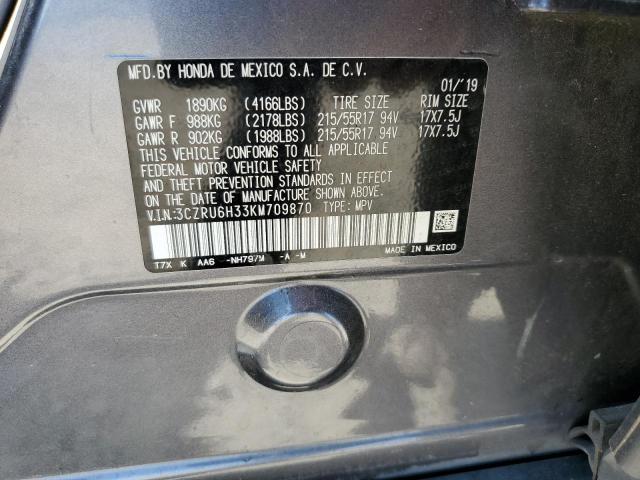 MFD.BY HONDA DE MEXICO S.A. DE C.V.
01/'19
GVWR 1890KG (4166LBS) TIRE SIZE RIM SIZE
GAWR F 988KG (2178LBS) 215/55R17 94V 17X7.5J
GAWR R 902KG (1988LBS) 215/55R17 94V 17X7.5J
THIS VEHICLE CONFORMS TO ALL APPLICABLE
FEDERAL MOTOR VEHICLE SAFETY
AND THEFT PREVENTION STANDARDS IN EFFECT
ON THE DATE OF MANUFACTURE SHOWN ABOVE.
V.I.N:3CZRU6H33KM709870 TYPE: MPV
T7X K AA6 -NH797M -A -M
MADE IN MEXICO